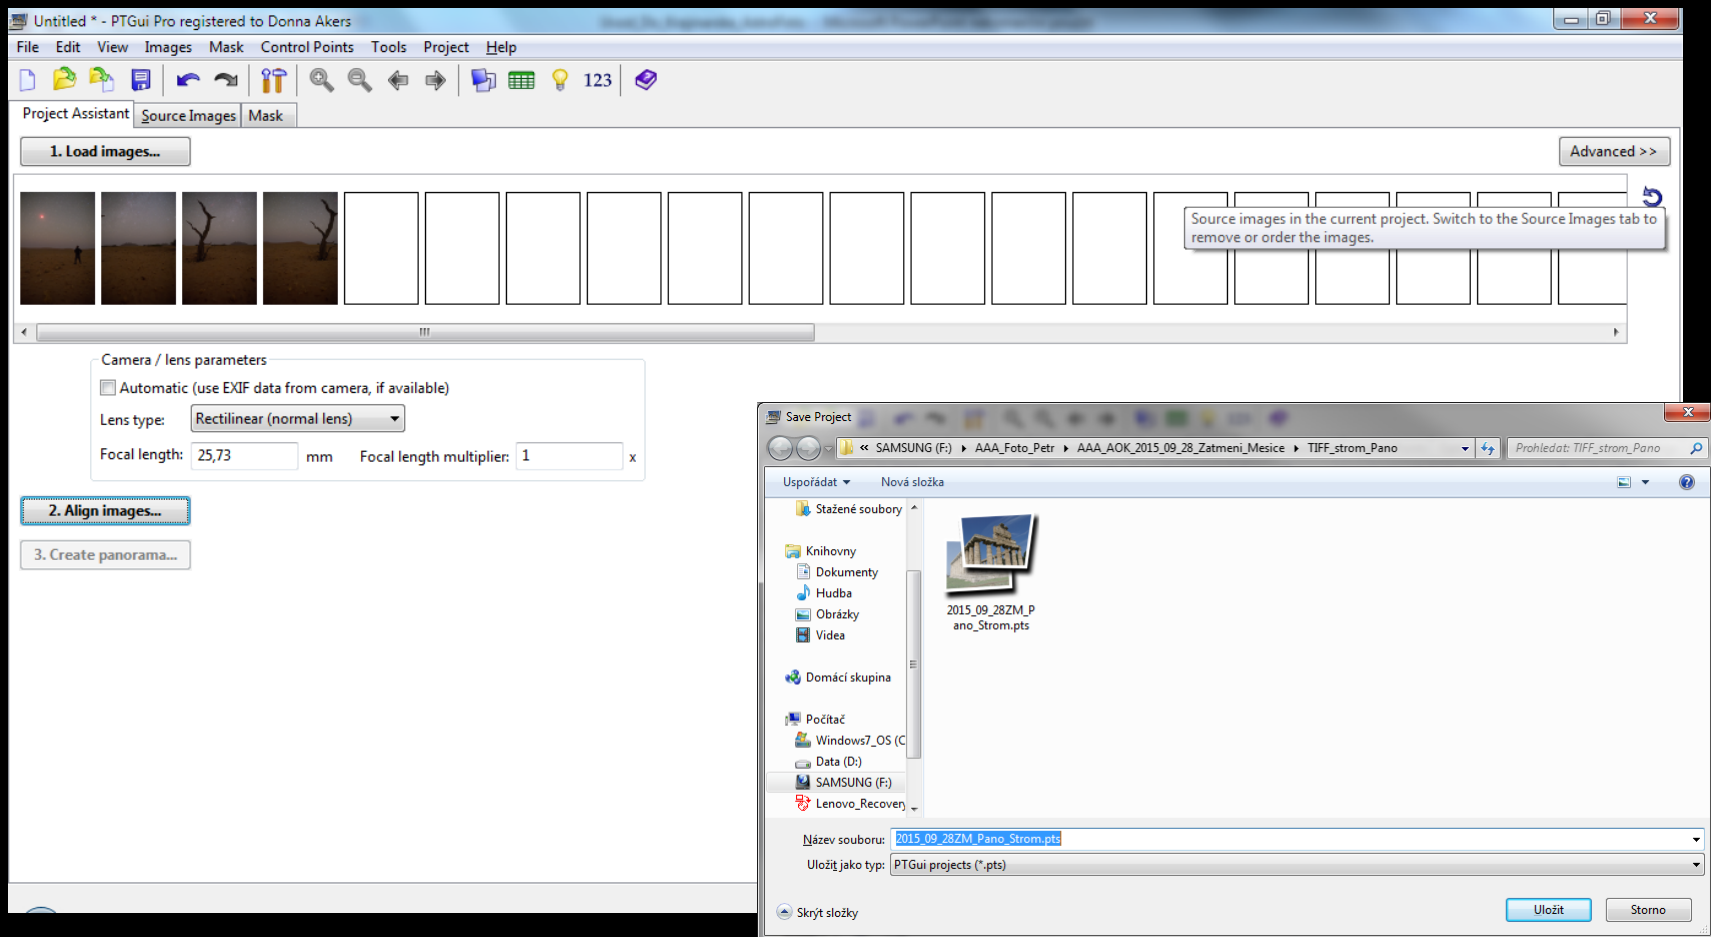 Untitled * - PTGui Pro registered to Donna Akers
File Edit View Images Mask Control Points Tools Project Help
123
Project Assistant Source Images Mask
1. Load images...
Advanced >>
Source images in the current project. Switch to the Source Images tab to
remove or order the images.
Camera / lens parameters
Automatic (use EXIF data from camera, if available)
Lens type: Rectilinear (normal lens)
Focal length: 25,73 mm Focal length multiplier: 1 x
2. Align images...
3. Create panorama...
Save Project
« SAMSUNG (F:) AAA_Foto_Petr AAA_AOK_2015_09_28_Zatmeni_Mesice TIFF_strom_Pano
Prohledat: TIFF_strom_Pano
Uspořádat Nová složka
Stažené soubory
Knihovny
Dokumenty
Hudba
Obrázky
Videa
Domácí skupina
Počítač
Windows7_OS (C
Data (D:)
SAMSUNG (F:)
Lenovo_Recovery
2015_09_28ZM_P
ano_Strom.pts
Název souboru: 2015_09_28ZM_Pano_Strom.pts
Uložit jako typ: PTGui projects (*.pts)
Skrýt složky
Uložit Storno